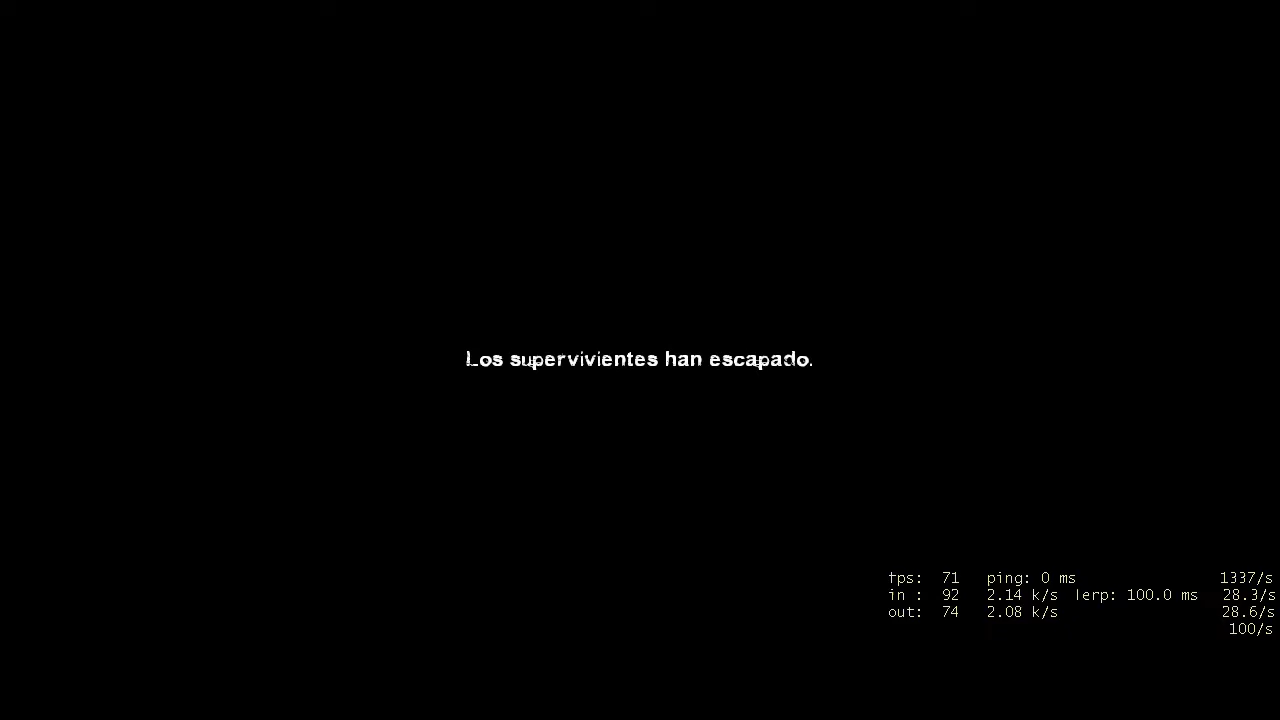 Los supervivientes han escapado.
fps: 71 ping: 0 ms 1337/s
in : 92 2.14 k/s lerp: 100.0 ms 28.3/s
out: 74 2.08 k/s 28.6/s
100/s